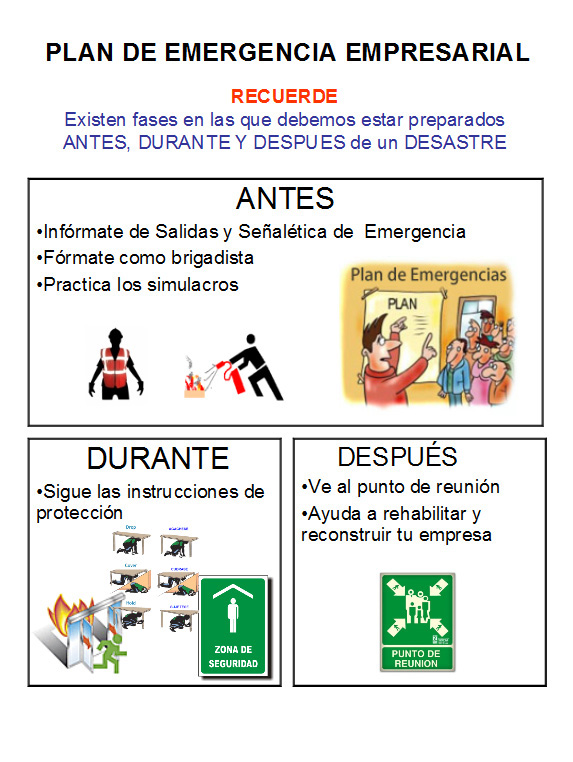 PLAN DE EMERGENCIA EMPRESARIAL
RECUERDE
Existen fases en las que debemos estar preparados
ANTES, DURANTE Y DESPUES de un DESASTRE
ANTES
•Infórmate de Salidas y Señalética de  Emergencia
•Fórmate como brigadista
•Practica los simulacros
Plan de Emergencias
PLAN
DURANTE
•Sigue las instrucciones de
protección
Drop
AGACHESE
Cover
CUBRASE
Hold
SUJETESE
ZONA DE
SEGURIDAD
DESPUÉS
•Ve al punto de reunión
•Ayuda a rehabilitar y
reconstruir tu empresa
PUNTO DE
REUNION